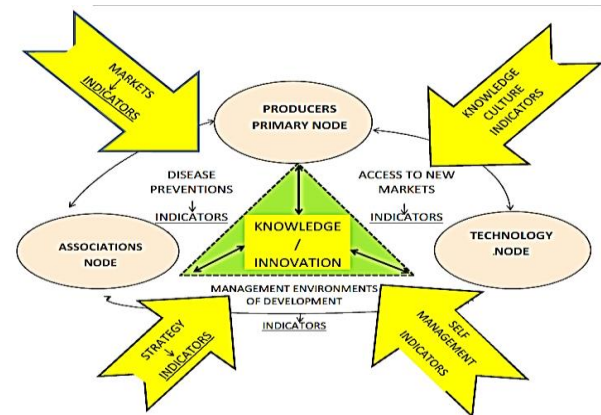 MARKETS
INDICATORS
PRODUCERS
PRIMARY NODE
KNOWLEDGE
CULTURE
INDICATORS
DISEASE
PREVENTIONS
INDICATORS
ACCESS TO NEW
MARKETS
INDICATORS
ASSOCIATIONS
NODE
KNOWLEDGE
/
INNOVATION
TECHNOLOGY
.NODE
MANAGEMENT ENVIRONMENTS
OF DEVELOPMENT
INDICATORS
STRATEGY
INDICATORS
SELF
MANAGEMENT
INDICATORS